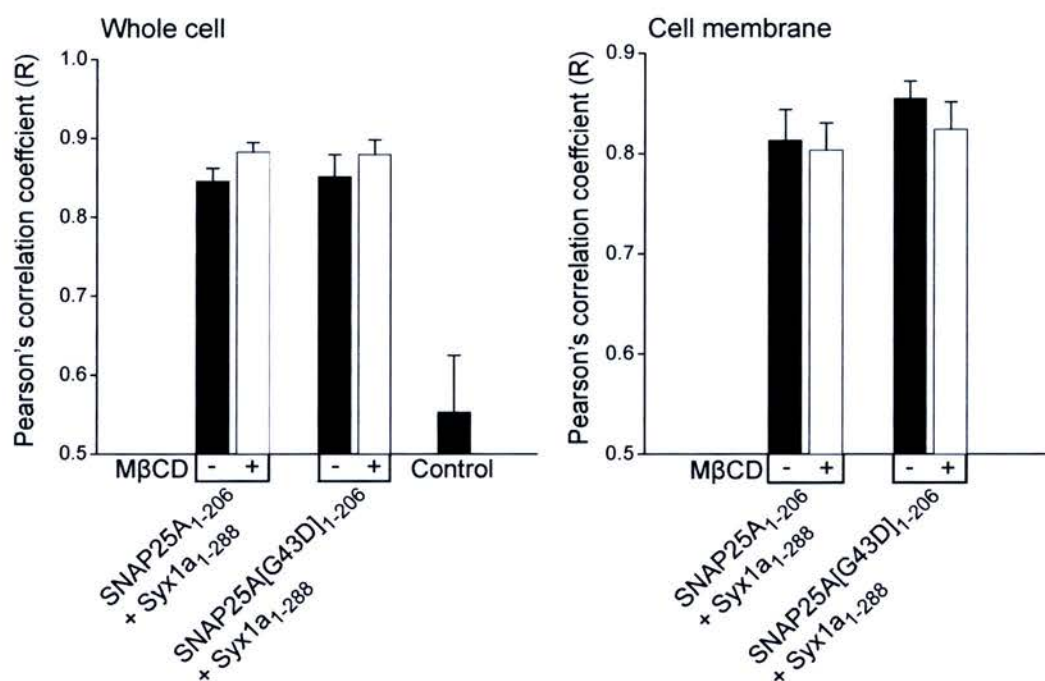 Whole cell
Pearson's correlation coeffcient (R)
1.0
0.9
0.8
0.7
0.6
0.5
MβCD
-
+
-
+
Control
SNAP25A₁₋₂₀₆
+ Syx1a₁₋₂₈₈
SNAP25A[G43D]₁₋₂₀₆
+ Syx1a₁₋₂₈₈
Cell membrane
Pearson's correlation coeffcient (R)
0.9
0.8
0.7
0.6
0.5
MβCD
-
+
-
+
SNAP25A₁₋₂₀₆
+ Syx1a₁₋₂₈₈
SNAP25A[G43D]₁₋₂₀₆
+ Syx1a₁₋₂₈₈